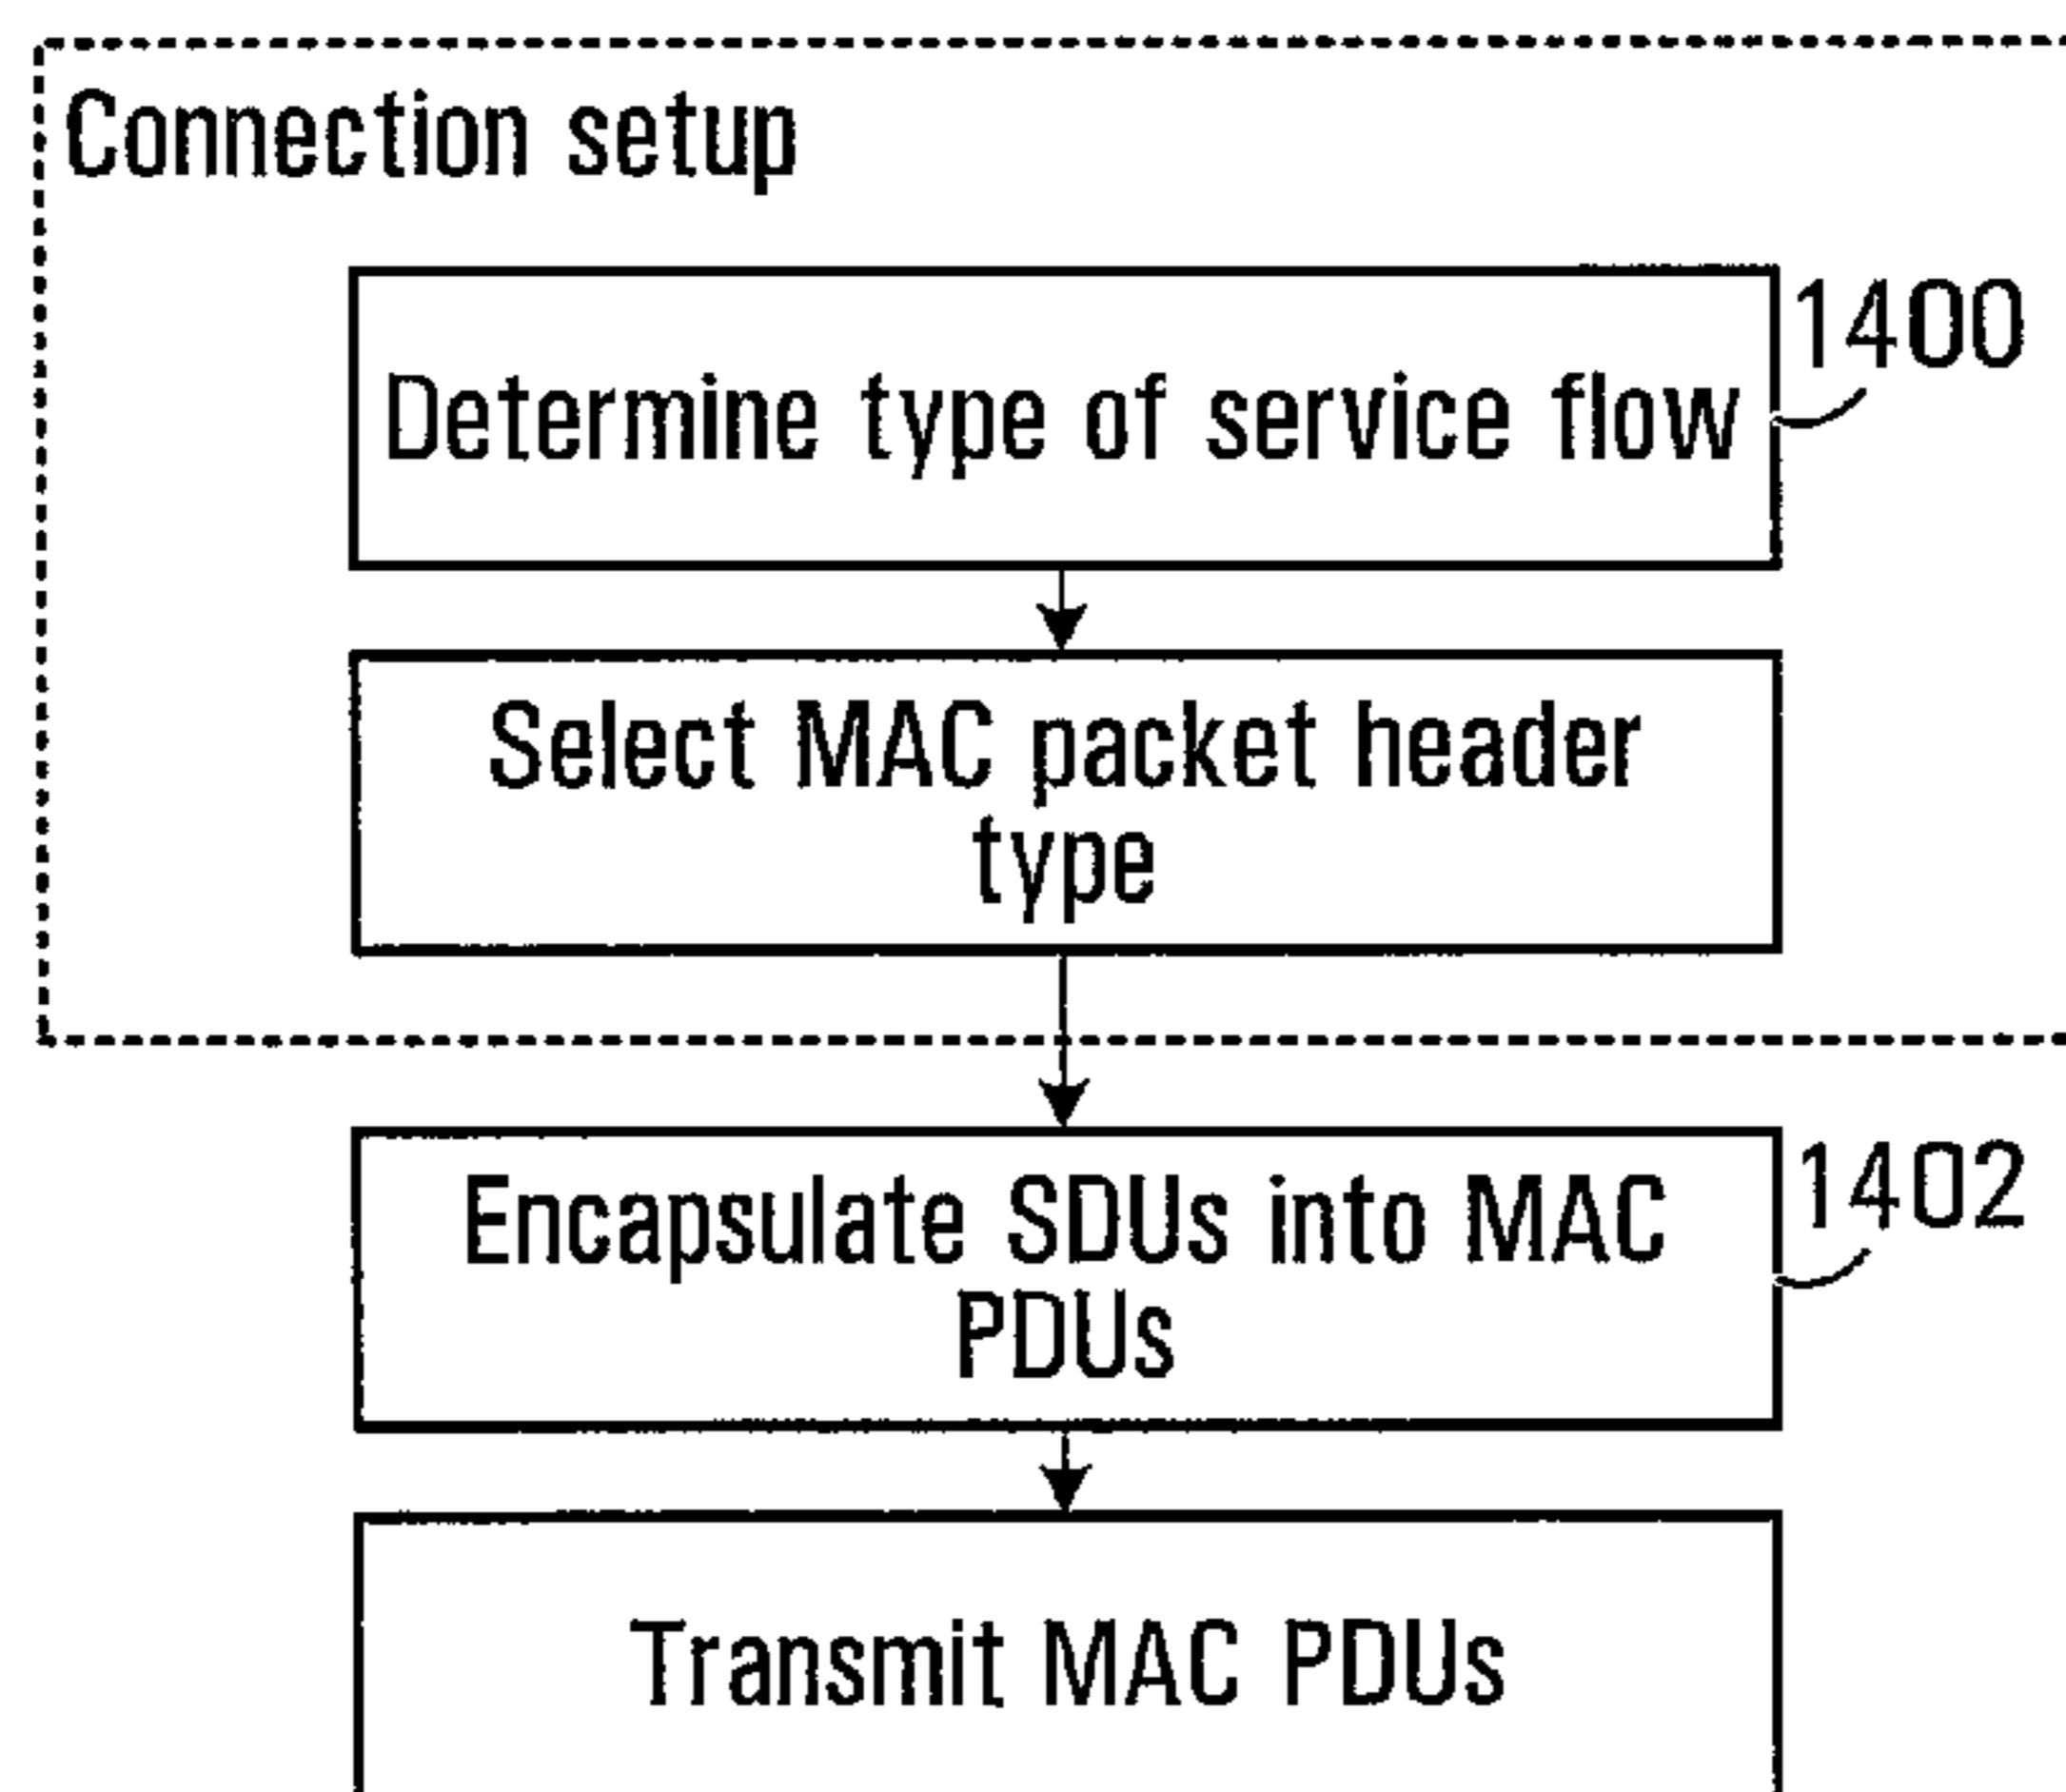 Connection setup
1400
Determine type of service flow
Select MAC packet header
type
1402
Encapsulate SDUs into MAC
PDUs
Transmit MAC PDUs